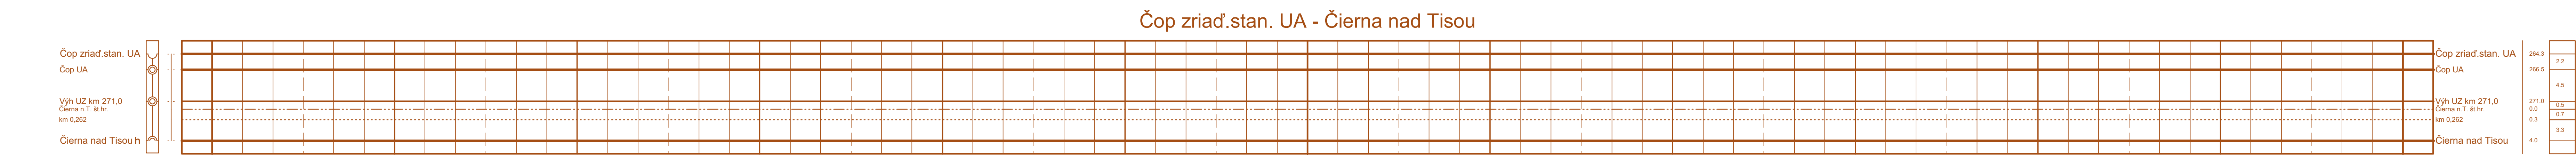 Čop zriaď.stan. UA - Čierna nad Tisou
Čop zriaď.stan. UA
Čop UA
Výh UZ km 271,0
Čierna n.T. št.hr.
km 0,262
Čierna nad Tisou h
Čop zriaď.stan. UA 264.3
2.2
Čop UA 266.5
4.5
Výh UZ km 271,0 271.0
0.5
Čierna n.T. št.hr. 0.0
0.7
km 0,262 0.3
3.3
Čierna nad Tisou 4.0